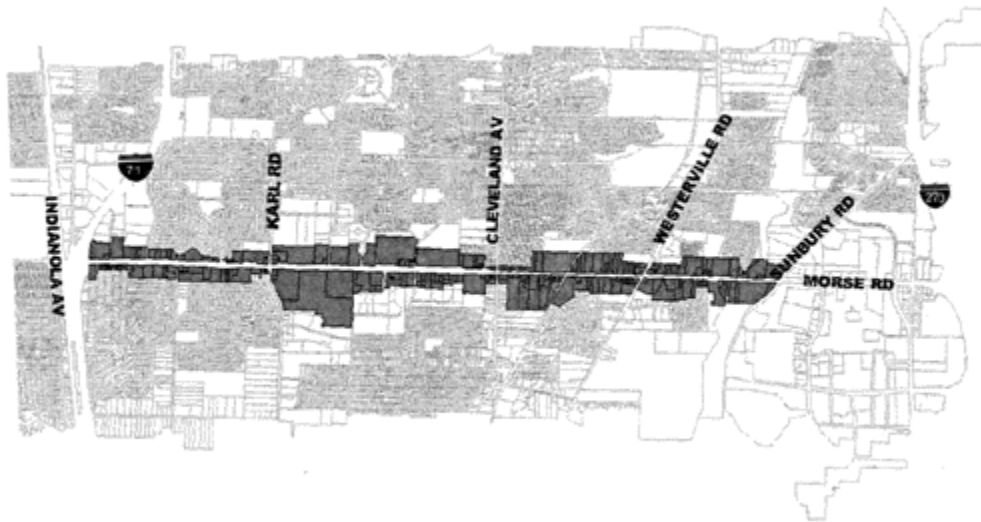 71
INDIANOLA AV
KARL RD
CLEVELAND AV
WESTERVILLE RD
SUNBURY RD
270
MORSE RD